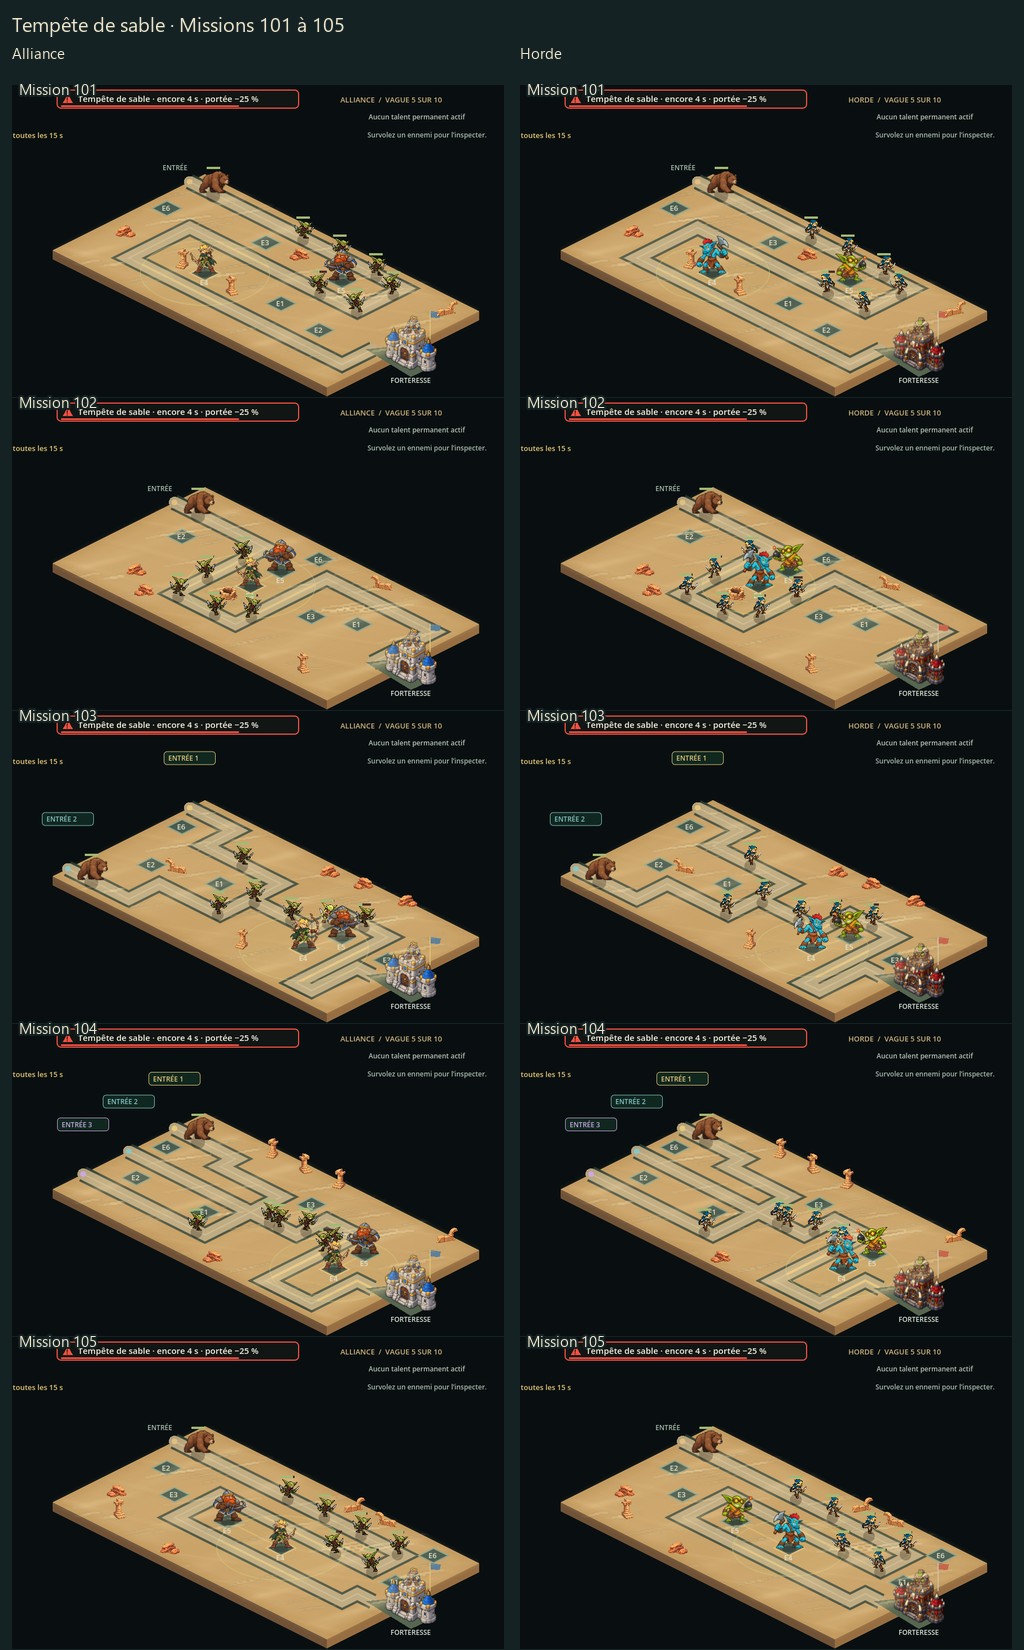 Tempête de sable · Missions 101 à 105
Alliance
Horde
Mission 101
Tempête de sable · encore 4 s · portée −25 %
ALLIANCE / VAGUE 5 SUR 10
Aucun talent permanent actif
toutes les 15 s
Survolez un ennemi pour l'inspecter.
ENTRÉE
E6
E3
E1
E2
FORTERESSE
Mission 101
Tempête de sable · encore 4 s · portée −25 %
HORDE / VAGUE 5 SUR 10
Aucun talent permanent actif
toutes les 15 s
Survolez un ennemi pour l'inspecter.
ENTRÉE
E6
E3
E1
E2
FORTERESSE
Mission 102
Tempête de sable · encore 4 s · portée −25 %
ALLIANCE / VAGUE 5 SUR 10
Aucun talent permanent actif
toutes les 15 s
Survolez un ennemi pour l'inspecter.
ENTRÉE
E2
E6
E5
E3
E1
FORTERESSE
Mission 102
Tempête de sable · encore 4 s · portée −25 %
HORDE / VAGUE 5 SUR 10
Aucun talent permanent actif
toutes les 15 s
Survolez un ennemi pour l'inspecter.
ENTRÉE
E2
E6
E3
E1
FORTERESSE
Mission 103
Tempête de sable · encore 4 s · portée −25 %
ALLIANCE / VAGUE 5 SUR 10
Aucun talent permanent actif
toutes les 15 s
Survolez un ennemi pour l'inspecter.
ENTRÉE 1
ENTRÉE 2
E6
E2
E1
E4
FORTERESSE
Mission 103
Tempête de sable · encore 4 s · portée −25 %
HORDE / VAGUE 5 SUR 10
Aucun talent permanent actif
toutes les 15 s
Survolez un ennemi pour l'inspecter.
ENTRÉE 1
ENTRÉE 2
E6
E2
E1
E4
FORTERESSE
Mission 104
Tempête de sable · encore 4 s · portée −25 %
ALLIANCE / VAGUE 5 SUR 10
Aucun talent permanent actif
toutes les 15 s
Survolez un ennemi pour l'inspecter.
ENTRÉE 1
ENTRÉE 2
ENTRÉE 3
E6
E2
E3
E1
E5
E4
FORTERESSE
Mission 104
Tempête de sable · encore 4 s · portée −25 %
HORDE / VAGUE 5 SUR 10
Aucun talent permanent actif
toutes les 15 s
Survolez un ennemi pour l'inspecter.
ENTRÉE 1
ENTRÉE 2
ENTRÉE 3
E6
E2
E3
E1
E5
E4
FORTERESSE
Mission 105
Tempête de sable · encore 4 s · portée −25 %
ALLIANCE / VAGUE 5 SUR 10
Aucun talent permanent actif
toutes les 15 s
Survolez un ennemi pour l'inspecter.
ENTRÉE
E2
E3
E6
FORTERESSE
Mission 105
Tempête de sable · encore 4 s · portée −25 %
HORDE / VAGUE 5 SUR 10
Aucun talent permanent actif
toutes les 15 s
Survolez un ennemi pour l'inspecter.
ENTRÉE
E2
E3
E6
FORTERESSE